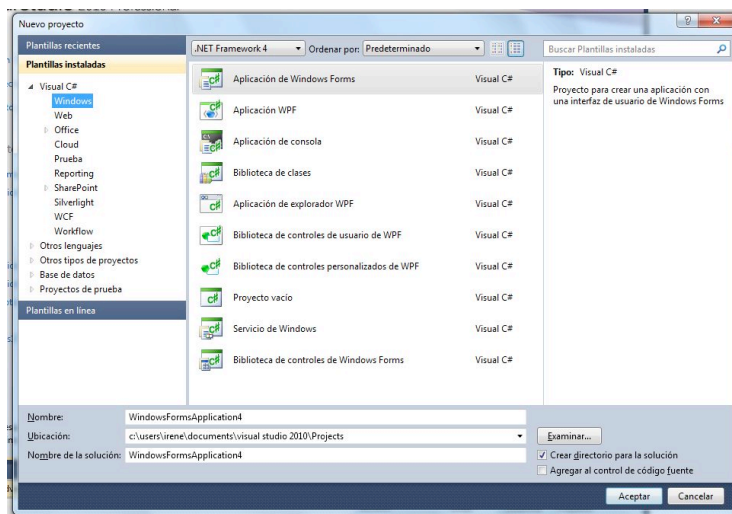 Nuevo proyecto
Plantillas recientes
.NET Framework 4 Ordenar por: Predeterminado Buscar Plantillas instaladas
Plantillas instaladas
Visual C#
Windows
Web
Office
Cloud
Prueba
Reporting
SharePoint
Silverlight
WCF
Workflow
Otros lenguajes
Otros tipos de proyectos
Base de datos
Proyectos de prueba
Plantillas en línea
Aplicación de Windows Forms Visual C#
Aplicación WPF Visual C#
Aplicación de consola Visual C#
Biblioteca de clases Visual C#
Aplicación de explorador WPF Visual C#
Biblioteca de controles de usuario de WPF Visual C#
Biblioteca de controles personalizados de WPF Visual C#
Proyecto vacío Visual C#
Servicio de Windows Visual C#
Biblioteca de controles de Windows Forms Visual C#
Tipo: Visual C#
Proyecto para crear una aplicación con
una interfaz de usuario de Windows Forms
Nombre: WindowsFormsApplication4
Ubicación: c:\users\irene\documents\visual studio 2010\Projects Examinar...
Nombre de la solución: WindowsFormsApplication4
Crear directorio para la solución
Agregar al control de código fuente
Aceptar Cancelar